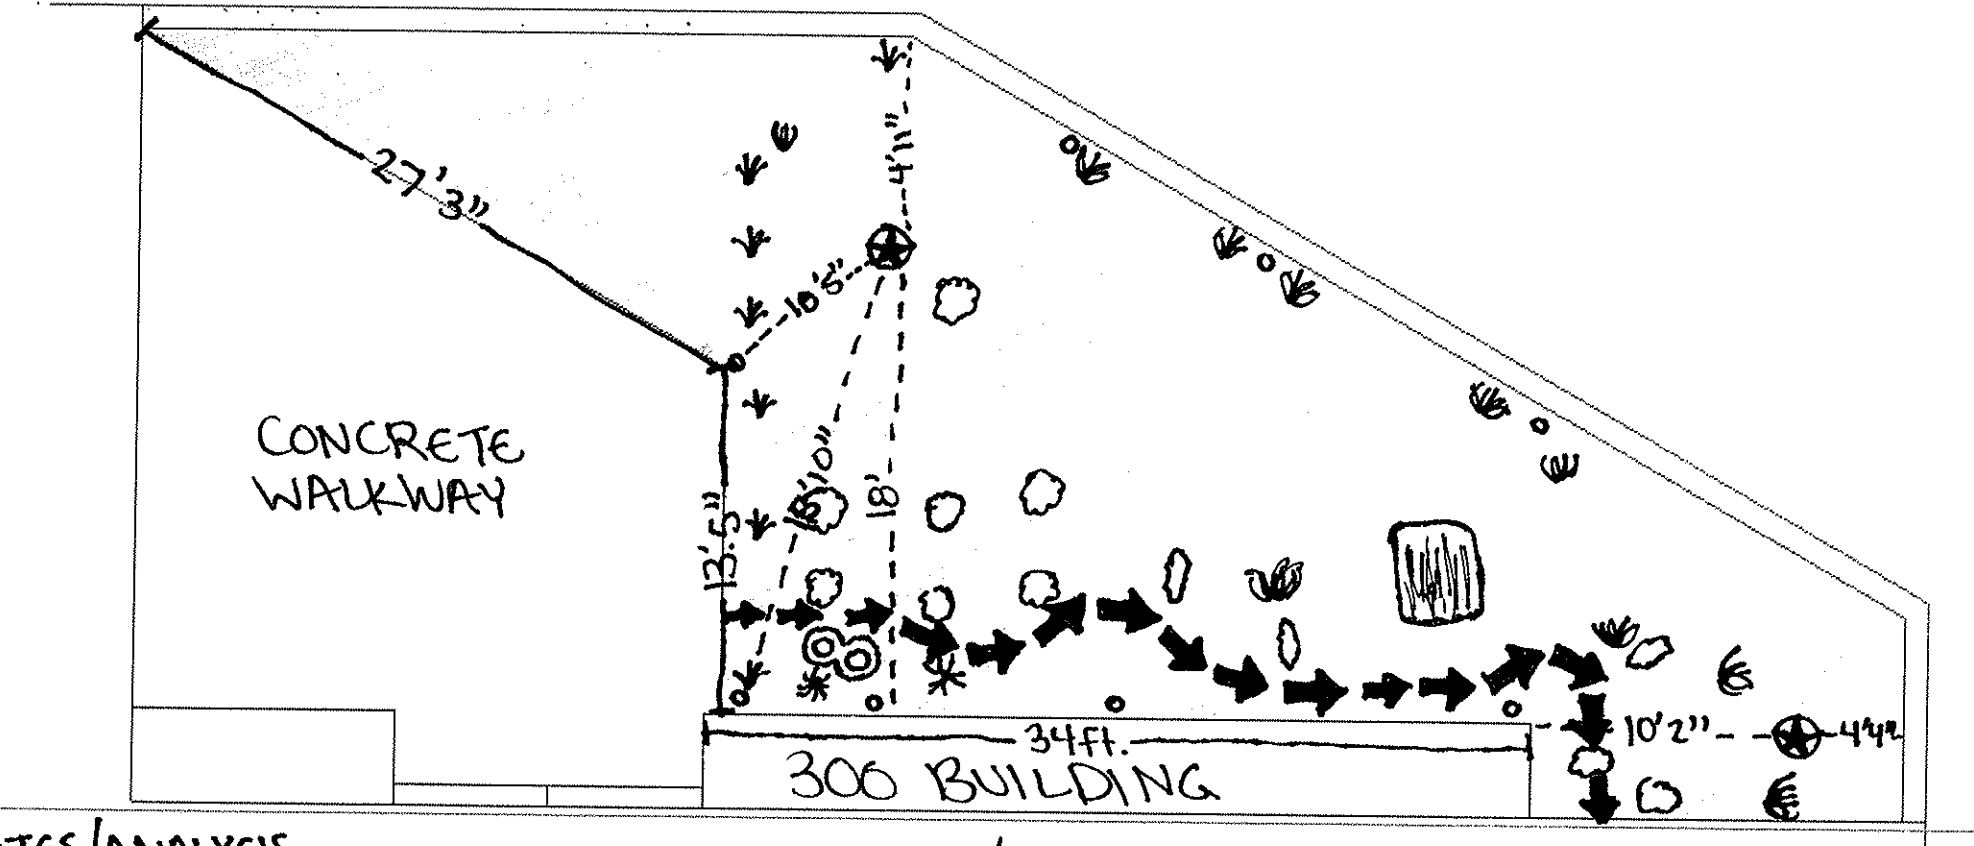 27'3"
4'11"
10'5"
CONCRETE
WALKWAY
18'10"
18'
13'.5"
10'2"
4'4"
34ft.
300 BUILDING